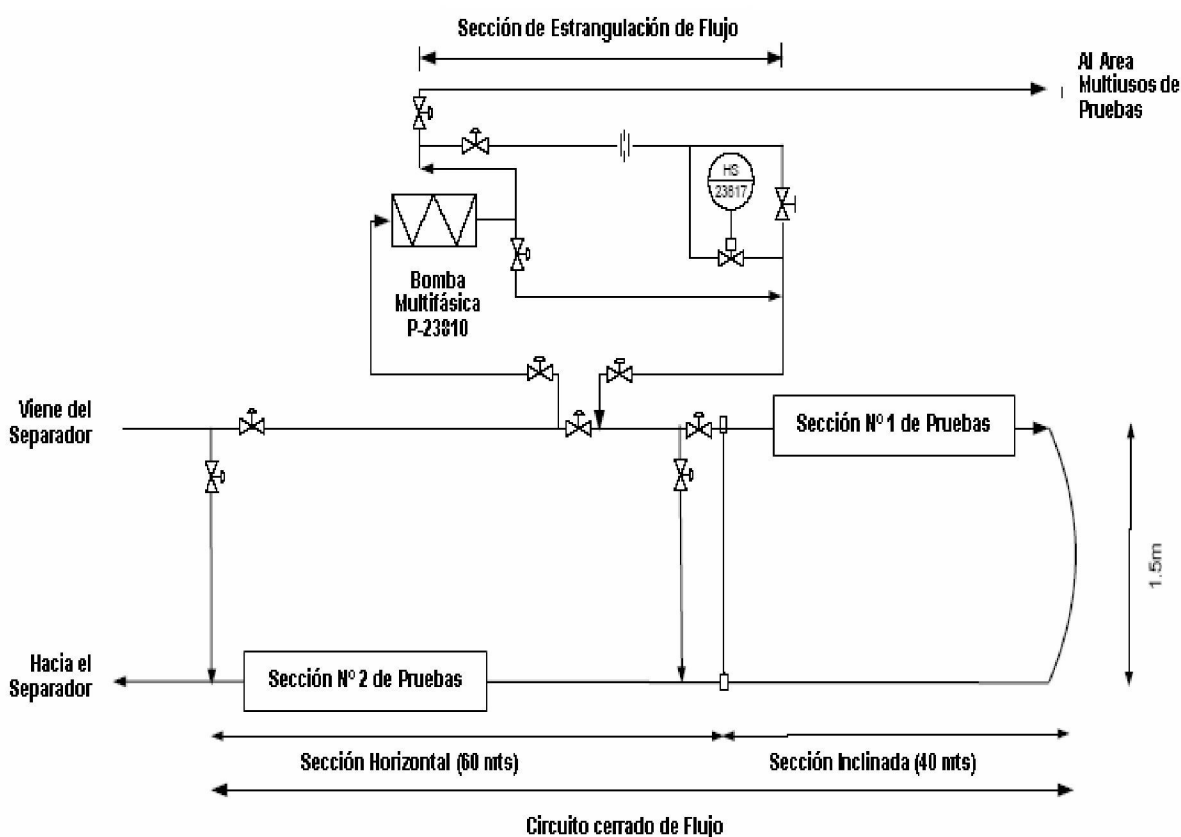 Sección de Estrangulación de Flujo
Al Area
Multiusos de
Pruebas
HS
23817
Bomba
Multifásica
P-23810
Viene del
Separador
Sección Nº 1 de Pruebas
1.5m
Hacia el
Separador
Sección Nº 2 de Pruebas
Sección Horizontal (60 mts)
Sección Inclinada (40 mts)
Circuito cerrado de Flujo